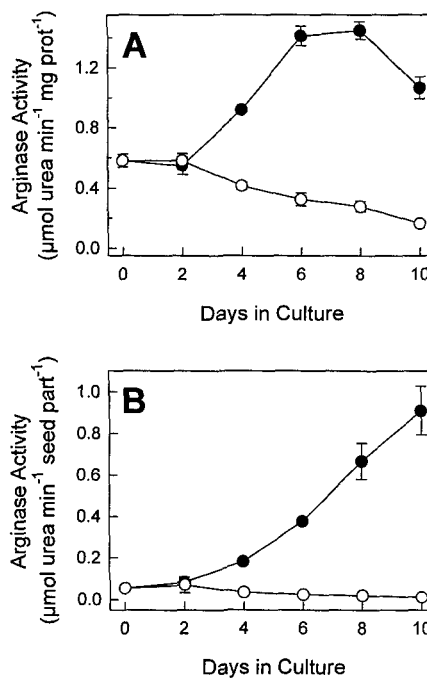 A
Arginase Activity
(µmol urea min⁻¹ mg prot⁻¹)
1.2
0.8
0.4
0.0
0 2 4 6 8 10
Days in Culture
B
Arginase Activity
(µmol urea min⁻¹ seed part⁻¹)
1.0
0.8
0.6
0.4
0.2
0.0
0 2 4 6 8 10
Days in Culture